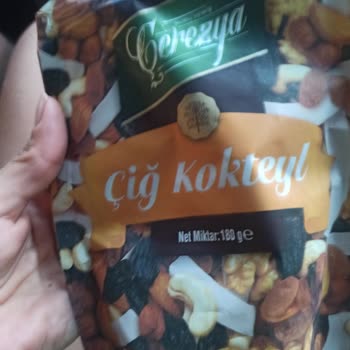 Çerezya
Çiğ Kokteyl
Net Miktar: 180 g℮